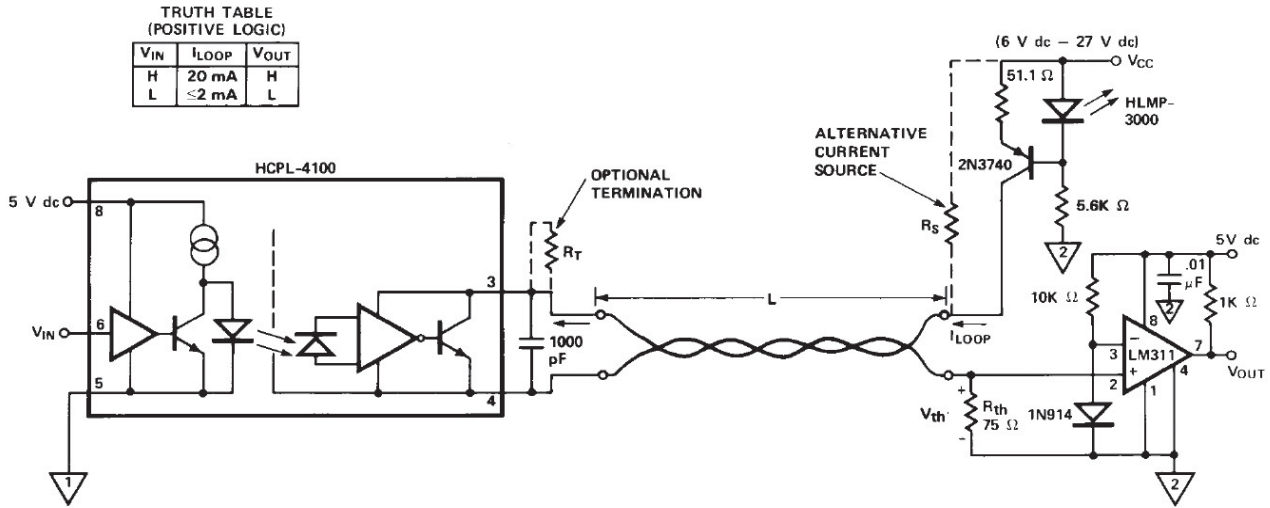 TRUTH TABLE
(POSITIVE LOGIC)
VIN ILOOP VOUT
H 20 mA H
L ≤2 mA L
(6 V dc – 27 V dc)
VCC
51.1 Ω
HLMP-
3000
2N3740
ALTERNATIVE
CURRENT
SOURCE
RS
5.6K Ω
2
HCPL-4100
OPTIONAL
TERMINATION
RT
5 V dc
8
3
VIN
6
5
4
1000
pF
1
L
ILOOP
5V dc
.01
μF
2
10K Ω
1K Ω
8
–
3
LM311
7
+
2
4
1
VOUT
+
Vth
–
Rth
75 Ω
1N914
2